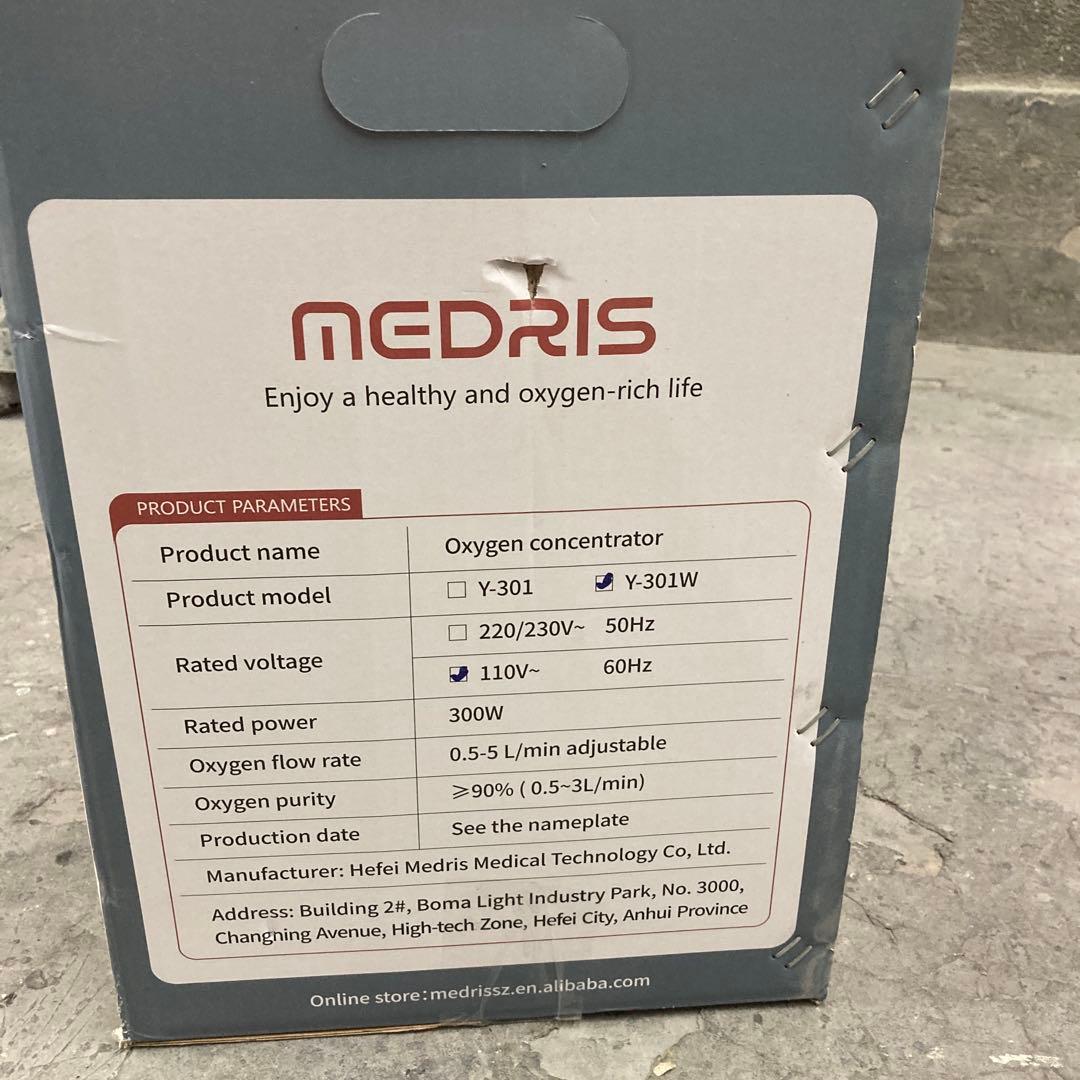 MEDRIS
Enjoy a healthy and oxygen-rich life
PRODUCT PARAMETERS
Product name Oxygen concentrator
Product model Y-301 Y-301W
Rated voltage 220/230V~ 50Hz
110V~ 60Hz
Rated power 300W
Oxygen flow rate 0.5-5 L/min adjustable
Oxygen purity ≥90% ( 0.5~3L/min)
Production date See the nameplate
Manufacturer: Hefei Medris Medical Technology Co, Ltd.
Address: Building 2#, Boma Light Industry Park, No. 3000,
Changning Avenue, High-tech Zone, Hefei City, Anhui Province
Online store:medrissz.en.alibaba.com